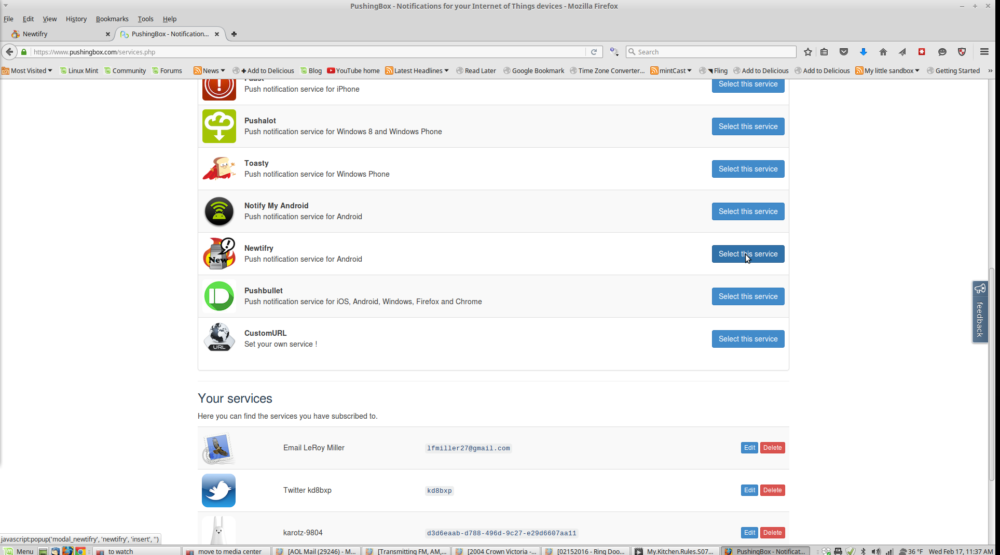 PushingBox - Notifications for your Internet of Things devices - Mozilla Firefox
File Edit View History Bookmarks Tools Help
Newtify PushingBox - Notification...
https://www.pushingbox.com/services.php Search
Most Visited Linux Mint Community Forums News + Add to Delicious Blog YouTube home Latest Headlines Read Later Google Bookmark Time Zone Converter... mintCast Fling Add to Delicious Add to Delicious My little sandbox Getting Started »
Push notification service for iPhone Select this service
Pushalot
Push notification service for Windows 8 and Windows Phone
Select this service
Toasty
Push notification service for Windows Phone
Select this service
Notify My Android
Push notification service for Android
Select this service
New
Newtifry
Push notification service for Android
Select this service
Pushbullet
Push notification service for iOS, Android, Windows, Firefox and Chrome
Select this service
URL
CustomURL
Set your own service !
Select this service
feedback
Your services
Here you can find the services you have subscribed to.
Email LeRoy Miller lfmiller27@gmail.com Edit Delete
Twitter kd8bxp kd8bxp Edit Delete
karotz-9804 d3d6eaab-d788-496d-9c27-e29d6607aa11 Edit Delete
javascript:popup('modal_newtifry', 'newtifry', 'insert', '')
Menu to watch move to media center [AOL Mail (29246) - M... [Transmitting FM, AM,... [2004 Crown Victoria -... [02152016 - Ring Doo... My.Kitchen.Rules.S07... PushingBox - Notificat... 36 °F Wed Feb 17, 11:37 AM